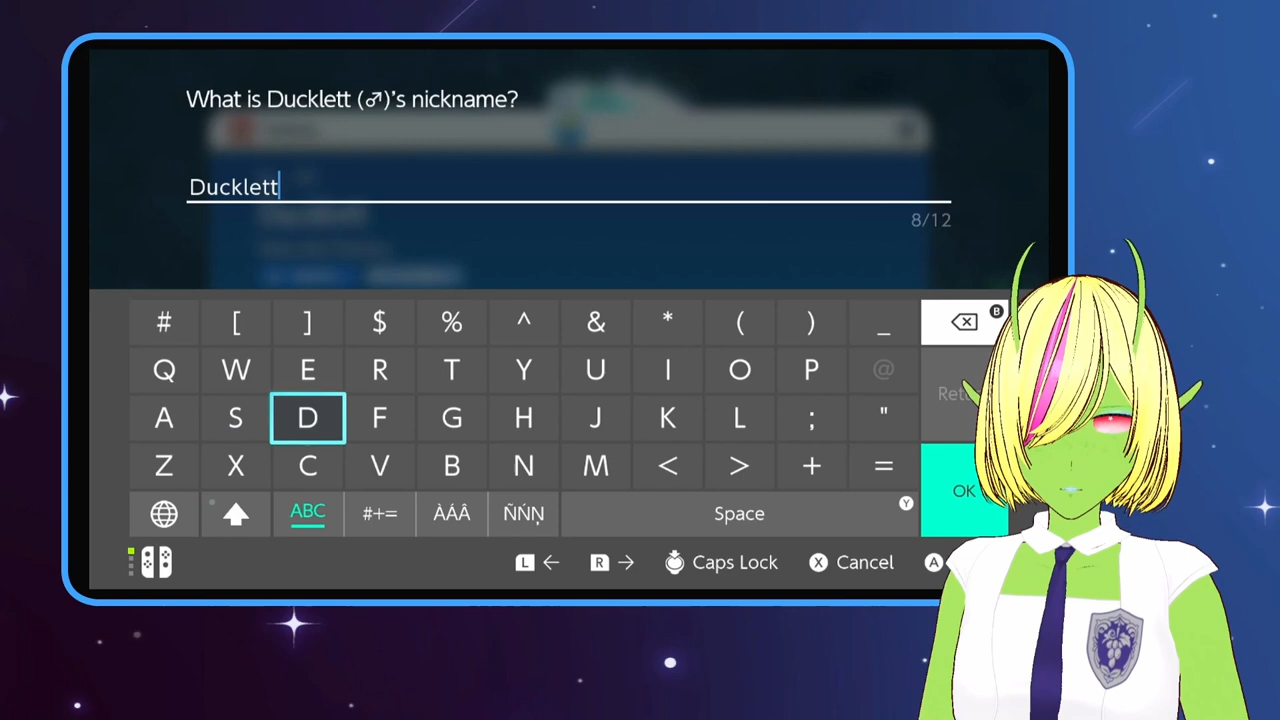 What is Ducklett (♂)'s nickname?
Ducklett
8/12
# [ ] $ % ^ & * ( ) _ B
Q W E R T Y U I O P @
A S D F G H J K L ; "
Z X C V B N M < > + =
OK
ABC #+= ÀÁÂ ÑŃŅ Space Y
L ← R → Caps Lock X Cancel A